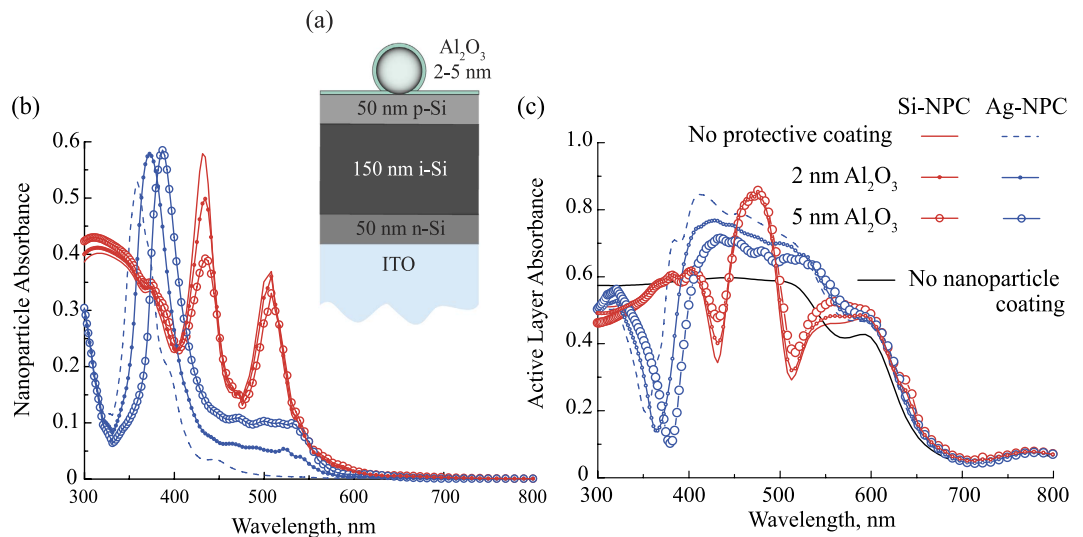 (a)
Al₂O₃
2-5 nm
50 nm p-Si
150 nm i-Si
50 nm n-Si
ITO
(b)
0.6
0.5
0.4
0.3
0.2
0.1
0
300 400 500 600 700 800
Nanoparticle Absorbance
Wavelength, nm
(c)
Si-NPC Ag-NPC
No protective coating
2 nm Al₂O₃
5 nm Al₂O₃
No nanoparticle
coating
1.0
0.8
0.6
0.4
0.2
0
300 400 500 600 700 800
Active Layer Absorbance
Wavelength, nm